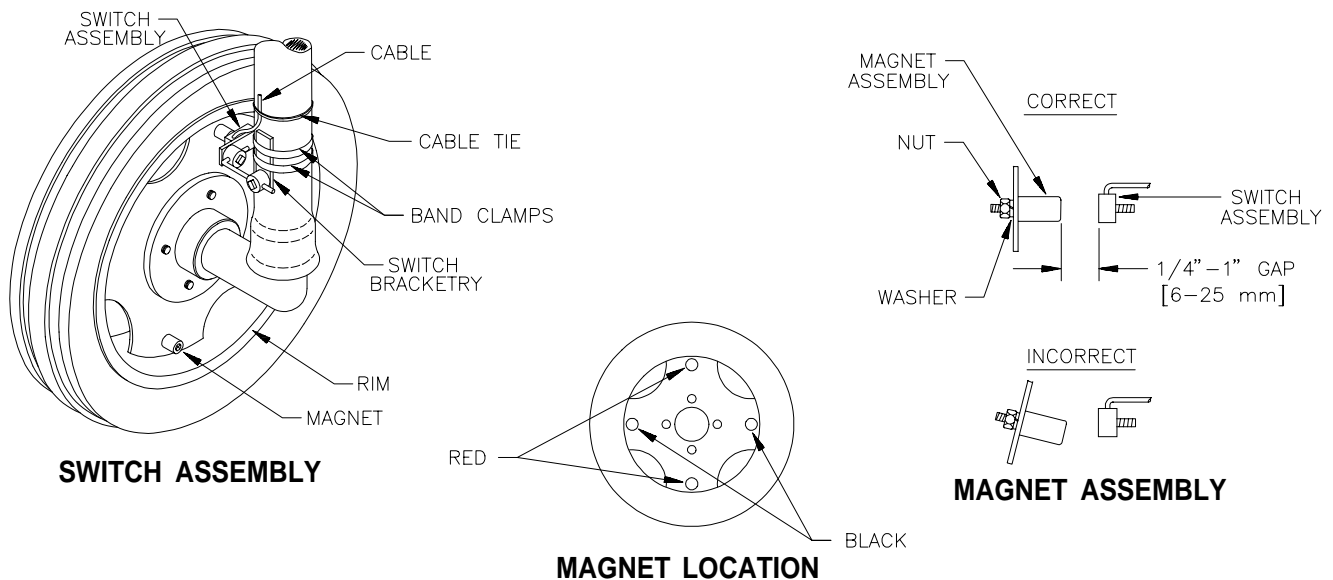 SWITCH
ASSEMBLY
CABLE
CABLE TIE
BAND CLAMPS
SWITCH
BRACKETRY
RIM
MAGNET
SWITCH ASSEMBLY
RED
BLACK
MAGNET LOCATION
MAGNET
ASSEMBLY
CORRECT
NUT
SWITCH
ASSEMBLY
WASHER
1/4”–1” GAP
[6–25 mm]
INCORRECT
MAGNET ASSEMBLY